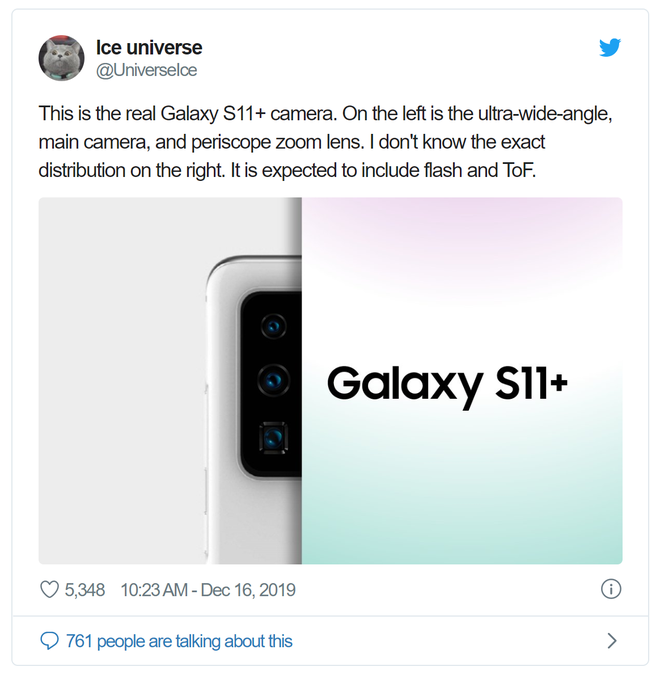 Ice universe
@UniverseIce
This is the real Galaxy S11+ camera. On the left is the ultra-wide-angle,
main camera, and periscope zoom lens. I don't know the exact
distribution on the right. It is expected to include flash and ToF.
Galaxy S11+
5,348 10:23 AM - Dec 16, 2019
761 people are talking about this